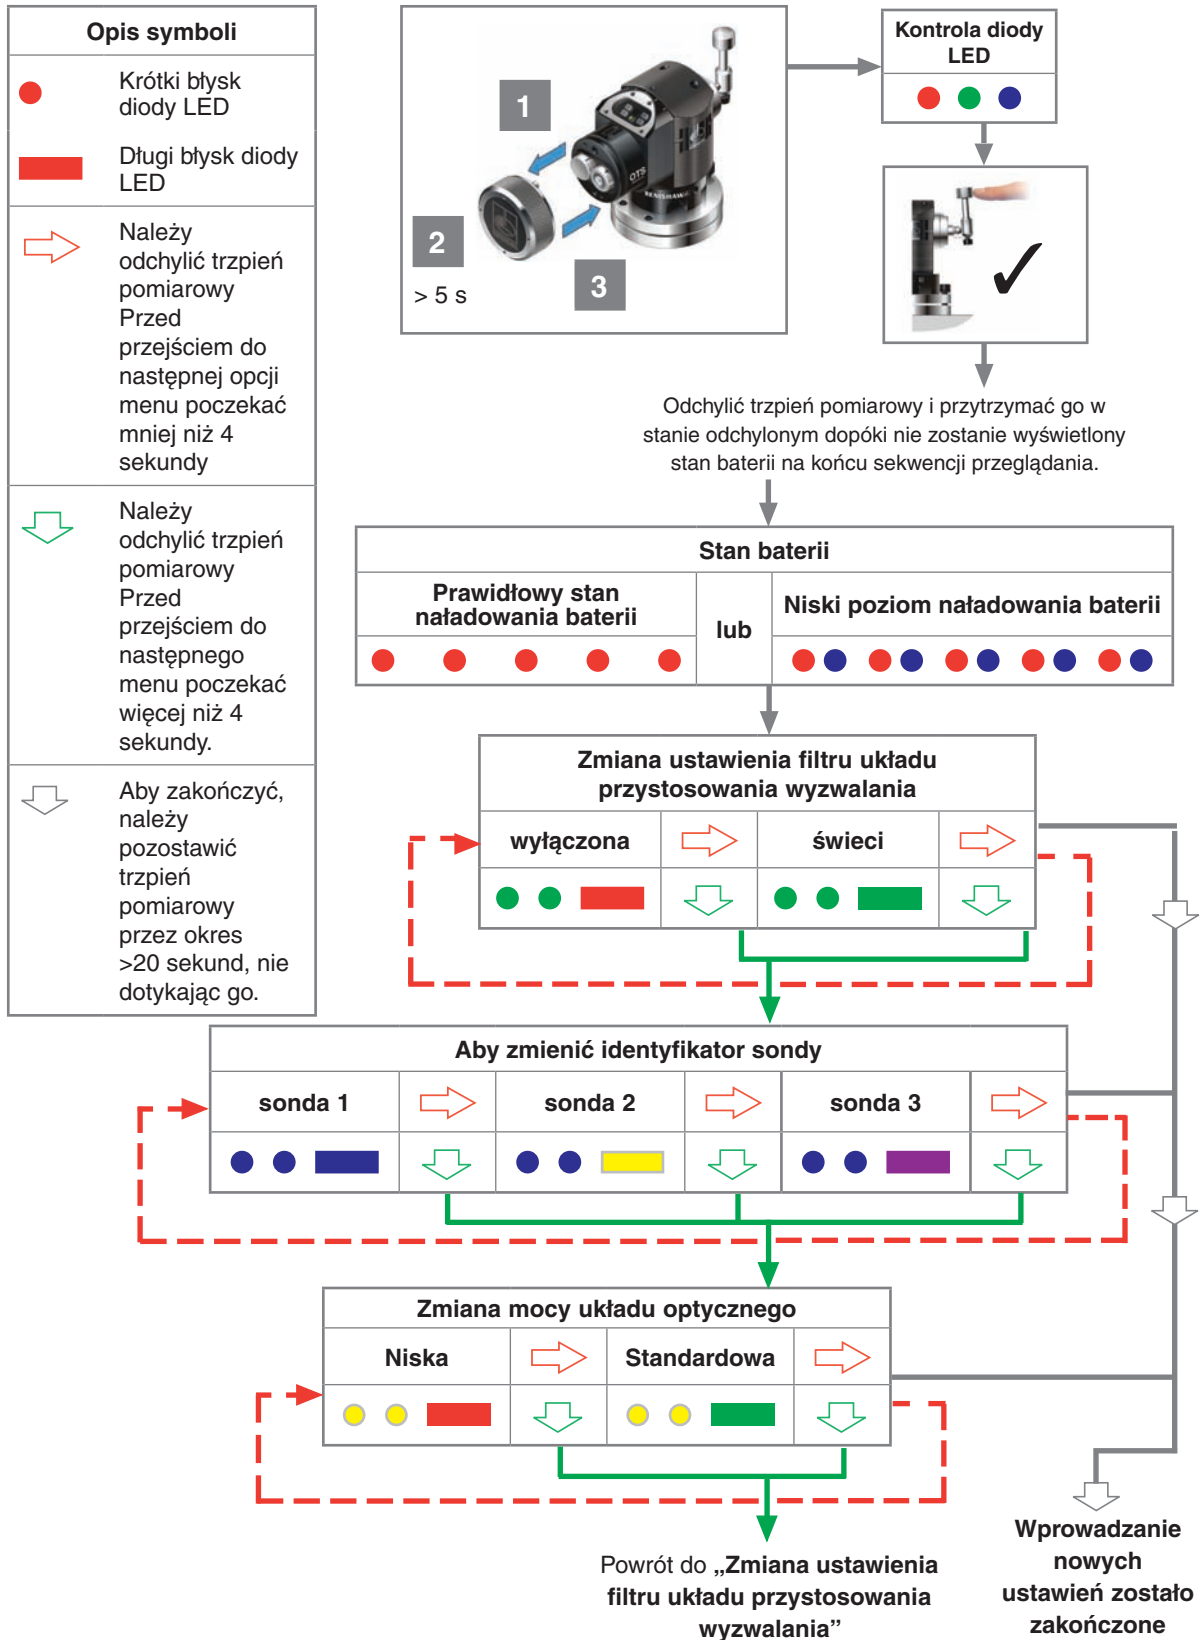 Opis symboli
Krótki błysk
diody LED
Długi błysk diody
LED
Należy
odchylić trzpień
pomiarowy
Przed
przejściem do
następnej opcji
menu poczekać
mniej niż 4
sekundy
Należy
odchylić trzpień
pomiarowy
Przed
przejściem do
następnego
menu poczekać
więcej niż 4
sekundy.
Aby zakończyć,
należy
pozostawić
trzpień
pomiarowy
przez okres
>20 sekund, nie
dotykając go.
1
2
> 5 s
3
OTS
RENISHAW
Kontrola diody
LED
Odchylić trzpień pomiarowy i przytrzymać go w
stanie odchylonym dopóki nie zostanie wyświetlony
stan baterii na końcu sekwencji przeglądania.
Stan baterii
Prawidłowy stan
naładowania baterii
lub
Niski poziom naładowania baterii
Zmiana ustawienia filtru układu
przystosowania wyzwalania
wyłączona
świeci
Aby zmienić identyfikator sondy
sonda 1
sonda 2
sonda 3
Zmiana mocy układu optycznego
Niska
Standardowa
Powrót do „Zmiana ustawienia
filtru układu przystosowania
wyzwalania”
Wprowadzanie
nowych
ustawień zostało
zakończone